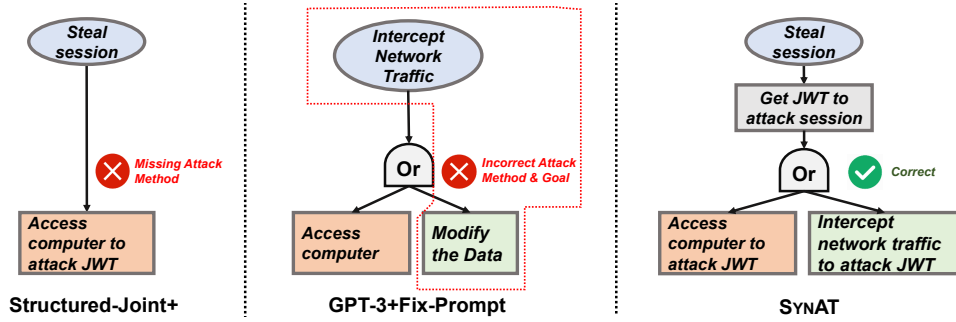 Steal
session
Missing Attack
Method
Access
computer to
attack JWT
Structured-Joint+
Intercept
Network
Traffic
Or
Incorrect Attack
Method & Goal
Access
computer
Modify
the Data
GPT-3+Fix-Prompt
Steal
session
Get JWT to
attack session
Or
Correct
Access
computer to
attack JWT
Intercept
network traffic
to attack JWT
SYNAT